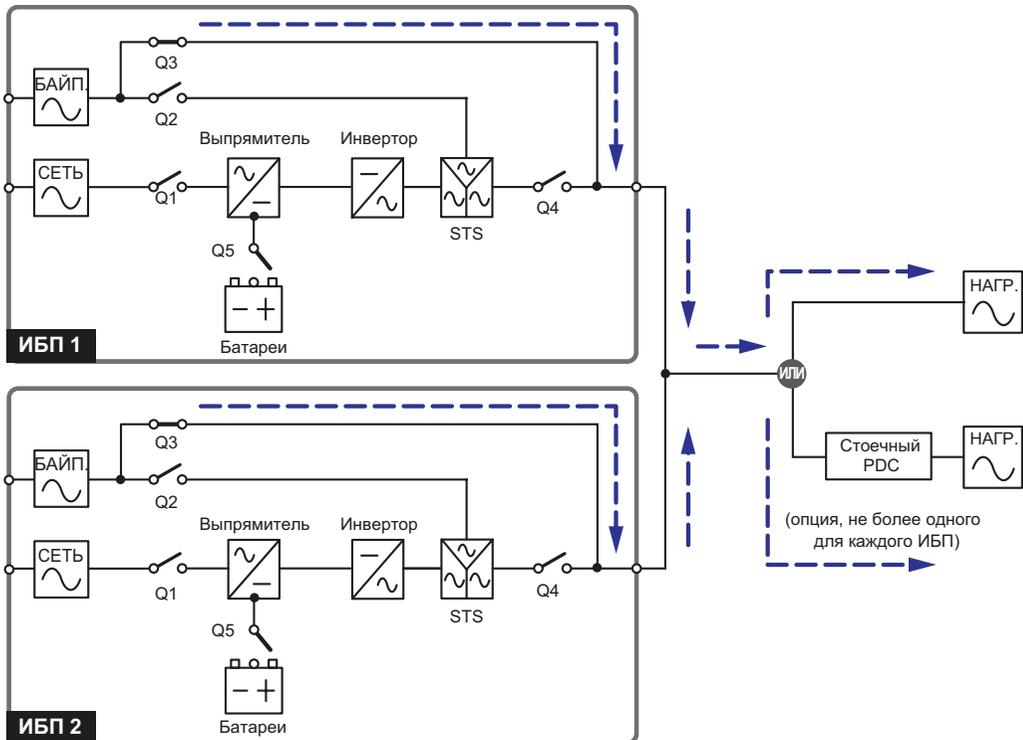 Q3
БАЙП.
Q2
Выпрямитель Инвертор
СЕТЬ
Q1
Q4
STS
Q5
− +
Батареи
ИБП 1
НАГР.
ИЛИ
Q3
БАЙП.
Q2
Стоечный
PDC
НАГР.
(опция, не более одного
для каждого ИБП)
Выпрямитель Инвертор
СЕТЬ
Q1
Q4
STS
Q5
− +
Батареи
ИБП 2